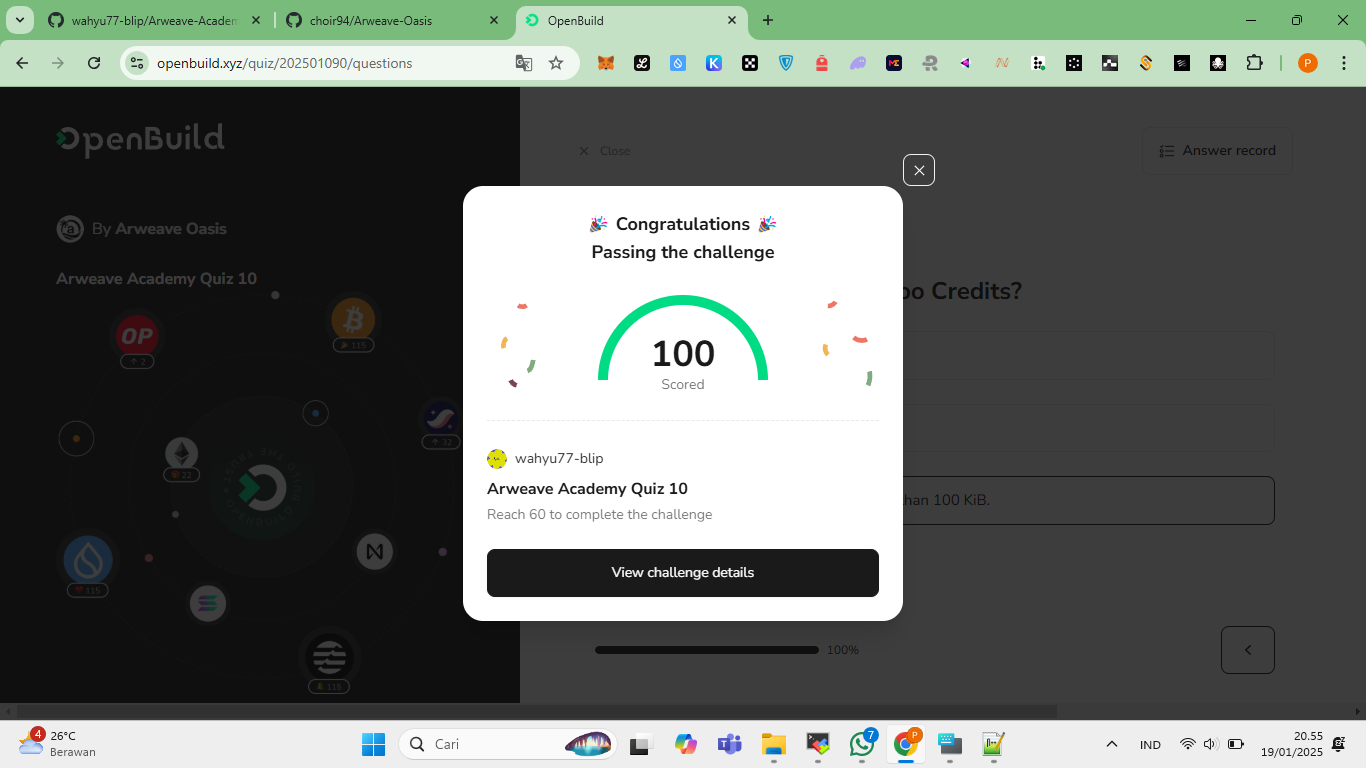 wahyu77-blip/Arweave-Academ
choir94/Arweave-Oasis
OpenBuild
openbuild.xyz/quiz/202501090/questions
P
OpenBuild
Close
Answer record
By Arweave Oasis
Arweave Academy Quiz 10
oo Credits?
han 100 KiB.
OP
2
115
32
22
115
115
Congratulations
Passing the challenge
100
Scored
wahyu77-blip
Arweave Academy Quiz 10
Reach 60 to complete the challenge
View challenge details
100%
4
26°C
Berawan
Cari
7
P
IND
20.55
19/01/2025